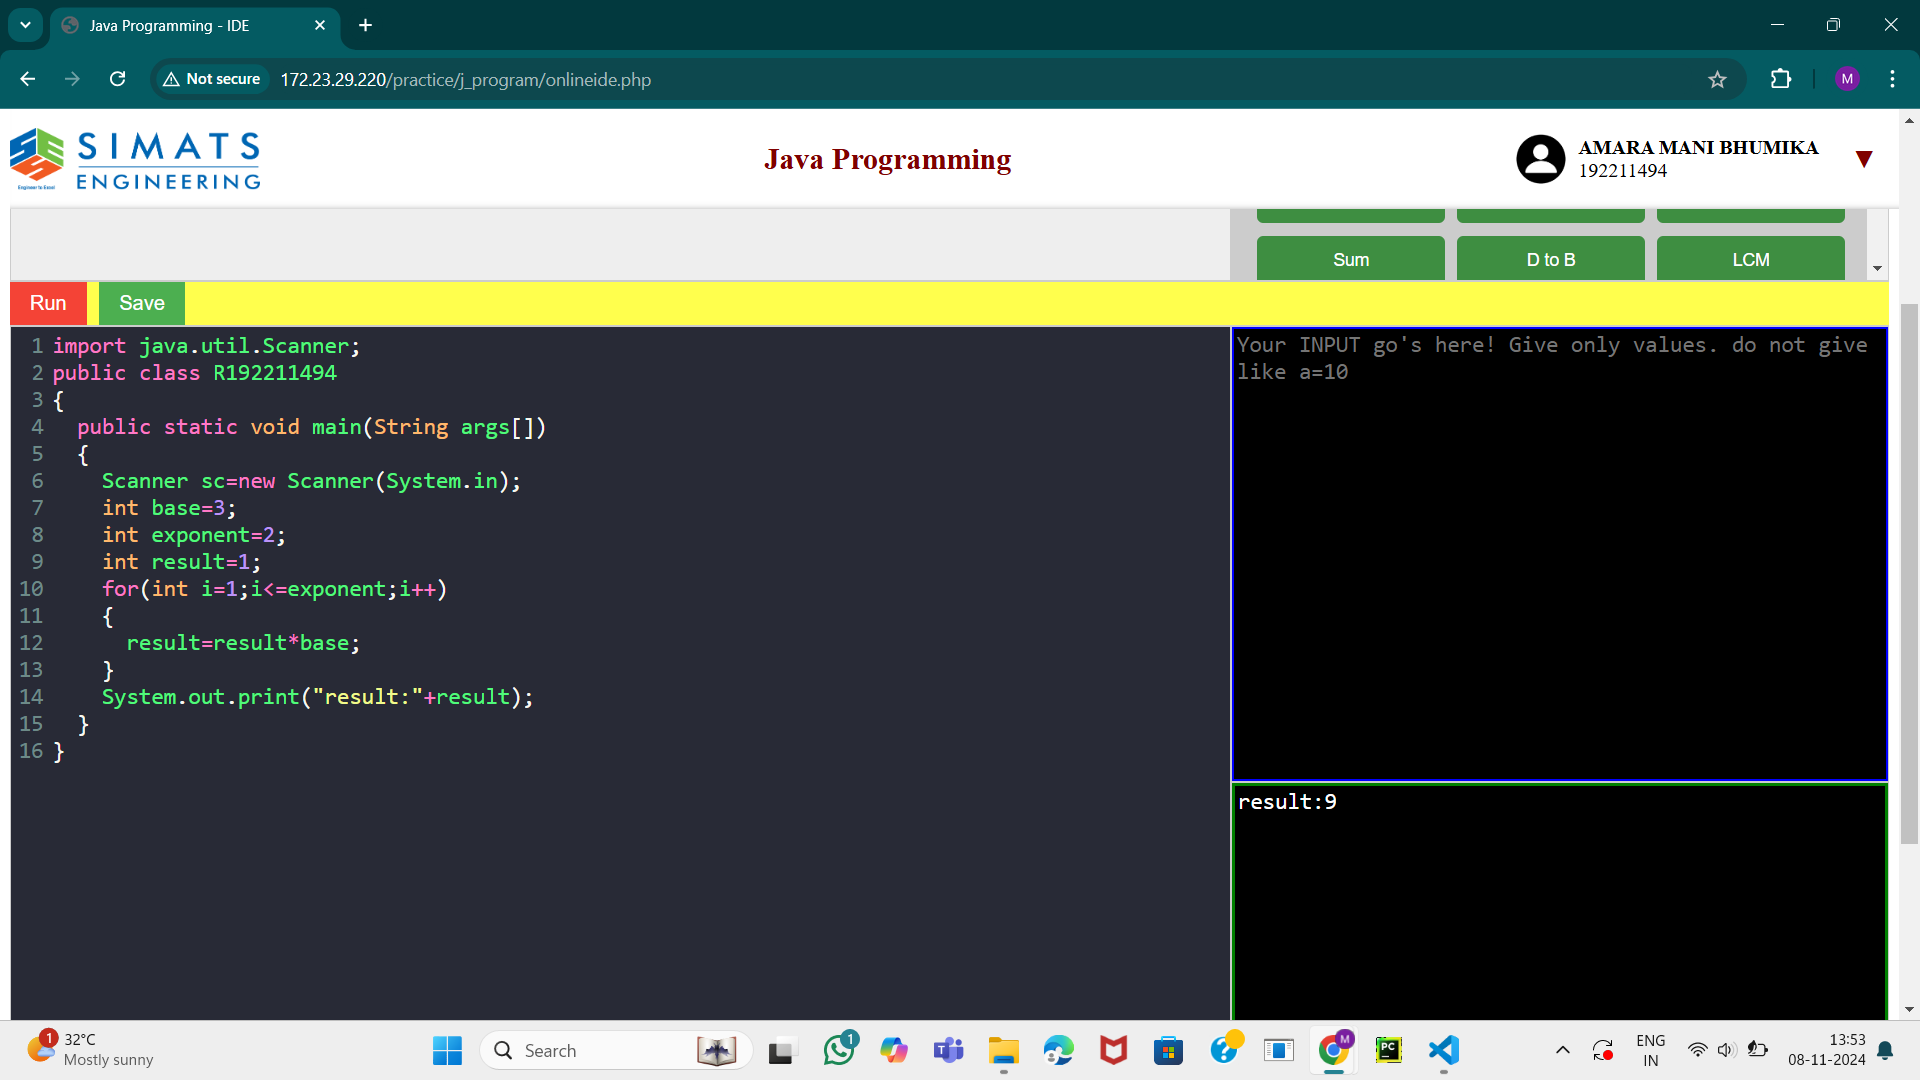 Java Programming - IDE
Not secure
172.23.29.220/practice/j_program/onlineide.php
M
SIMATS
ENGINEERING
Engineer to Excel
Java Programming
AMARA MANI BHUMIKA
192211494
Sum
D to B
LCM
Run
Save
1 import java.util.Scanner;
2 public class R192211494
3 {
4 public static void main(String args[])
5 {
6 Scanner sc=new Scanner(System.in);
7 int base=3;
8 int exponent=2;
9 int result=1;
10 for(int i=1;i<=exponent;i++)
11 {
12 result=result*base;
13 }
14 System.out.print("result:"+result);
15 }
16 }
Your INPUT go's here! Give only values. do not give
like a=10
result:9
1
32°C
Mostly sunny
Search
1
M
PC
ENG
IN
13:53
08-11-2024